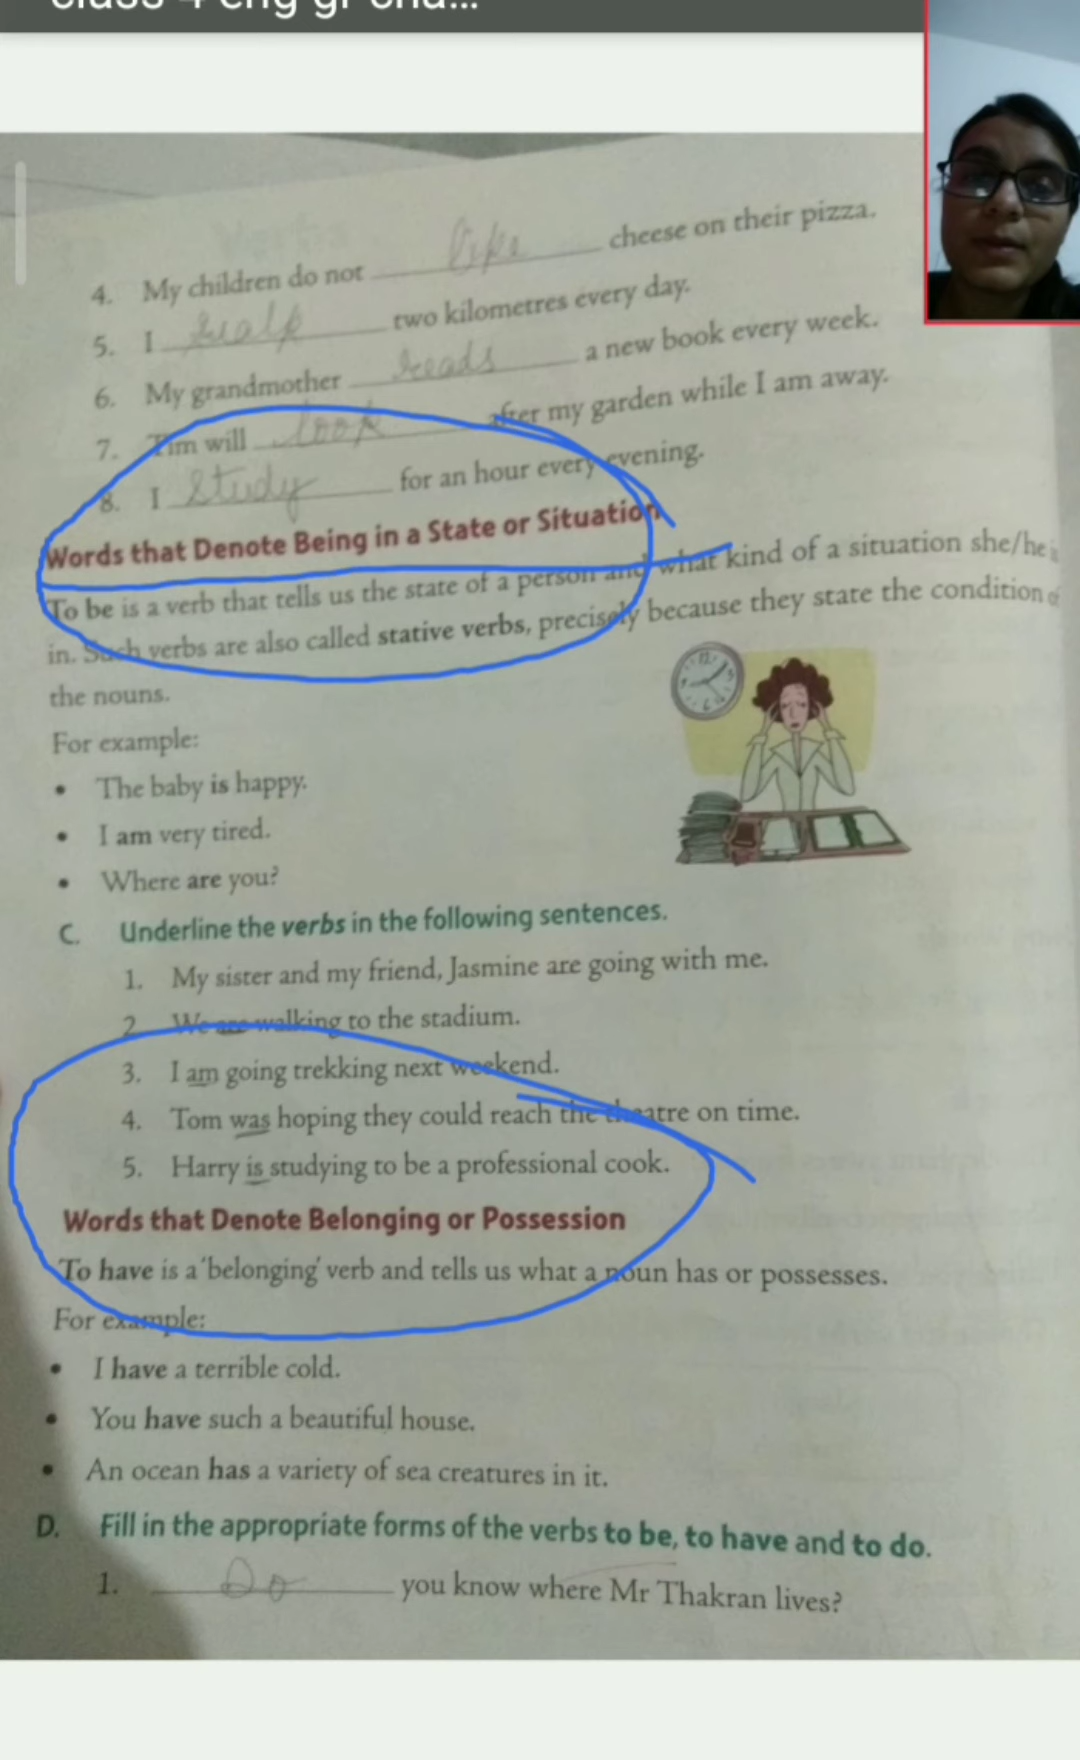 class 4 eng gr cha...
4. My children do not like cheese on their pizza.
5. I walk two kilometres every day.
6. My grandmother reads a new book every week.
7. Tim will look after my garden while I am away.
8. I study for an hour every evening.
Words that Denote Being in a State or Situation
To be is a verb that tells us the state of a person and what kind of a situation she/he is
in. Such verbs are also called stative verbs, precisely because they state the condition of
the nouns.
For example:
• The baby is happy.
• I am very tired.
• Where are you?
C. Underline the verbs in the following sentences.
1. My sister and my friend, Jasmine are going with me.
2. We are walking to the stadium.
3. I am going trekking next weekend.
4. Tom was hoping they could reach the theatre on time.
5. Harry is studying to be a professional cook.
Words that Denote Belonging or Possession
To have is a 'belonging' verb and tells us what a noun has or possesses.
For example:
• I have a terrible cold.
• You have such a beautiful house.
• An ocean has a variety of sea creatures in it.
D. Fill in the appropriate forms of the verbs to be, to have and to do.
1. Do you know where Mr Thakran lives?